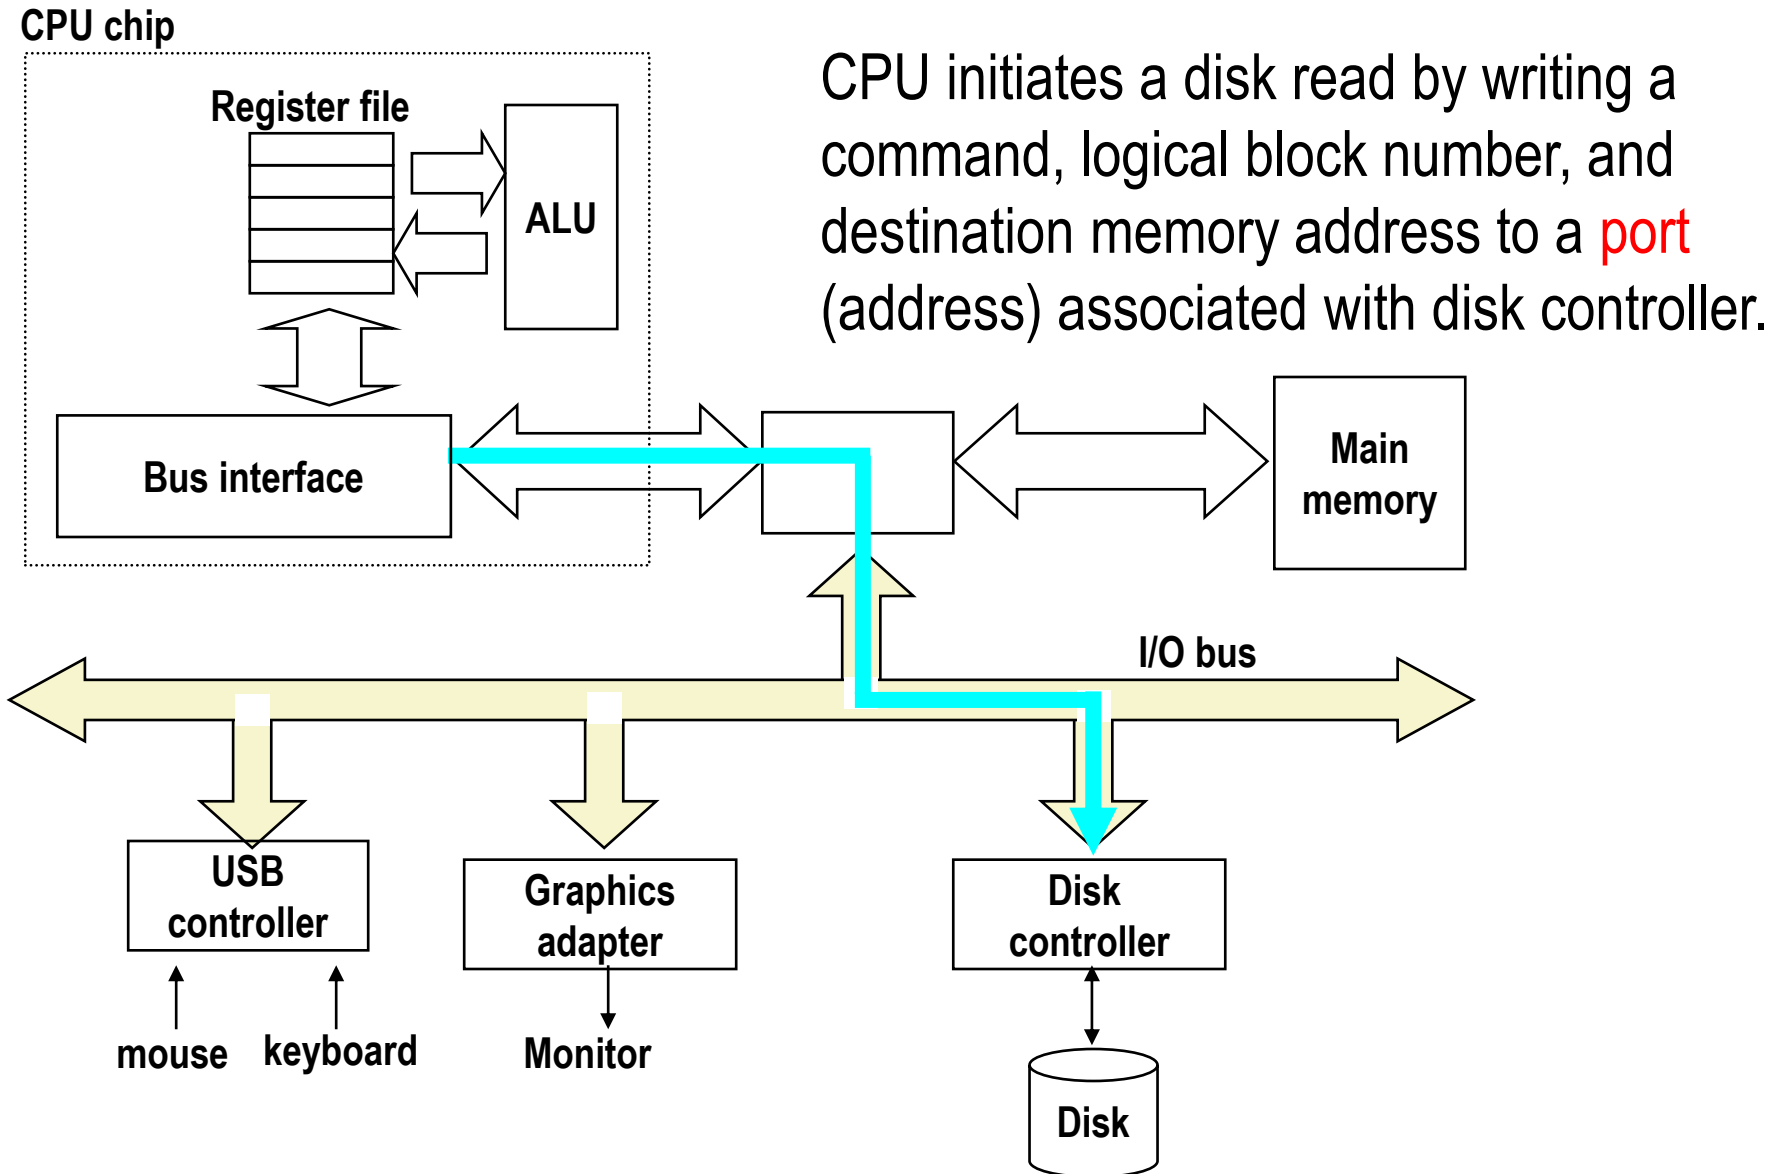 CPU chip
CPU initiates a disk read by writing a
command, logical block number, and
destination memory address to a port
(address) associated with disk controller.
Register file
ALU
Bus interface
Main
memory
I/O bus
USB
controller
Graphics
adapter
Disk
controller
mouse
keyboard
Monitor
Disk